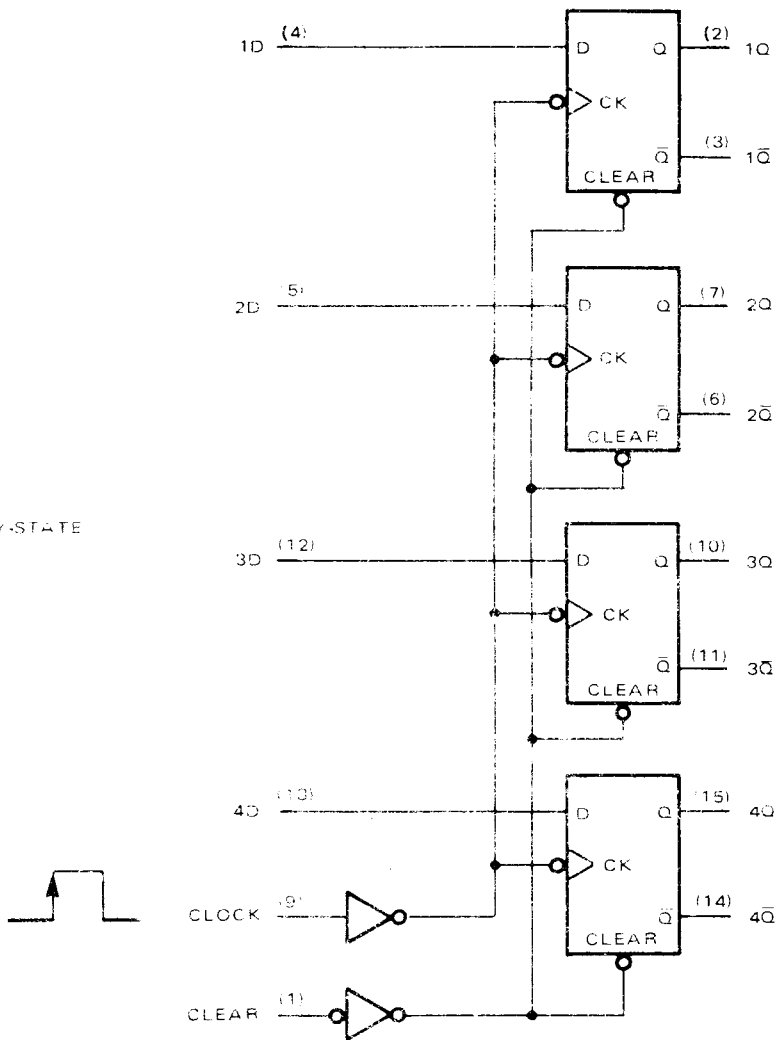 1D (4) D Q (2) 1Q
CK
Q̄ (3) 1Q̄
CLEAR
2D (5) D Q (7) 2Q
CK
Q̄ (6) 2Q̄
CLEAR
Y-STATE
3D (12) D Q (10) 3Q
CK
Q̄ (11) 3Q̄
CLEAR
4D (13) D Q (15) 4Q
CK
CLOCK (9) Q̄ (14) 4Q̄
CLEAR
CLEAR (1)